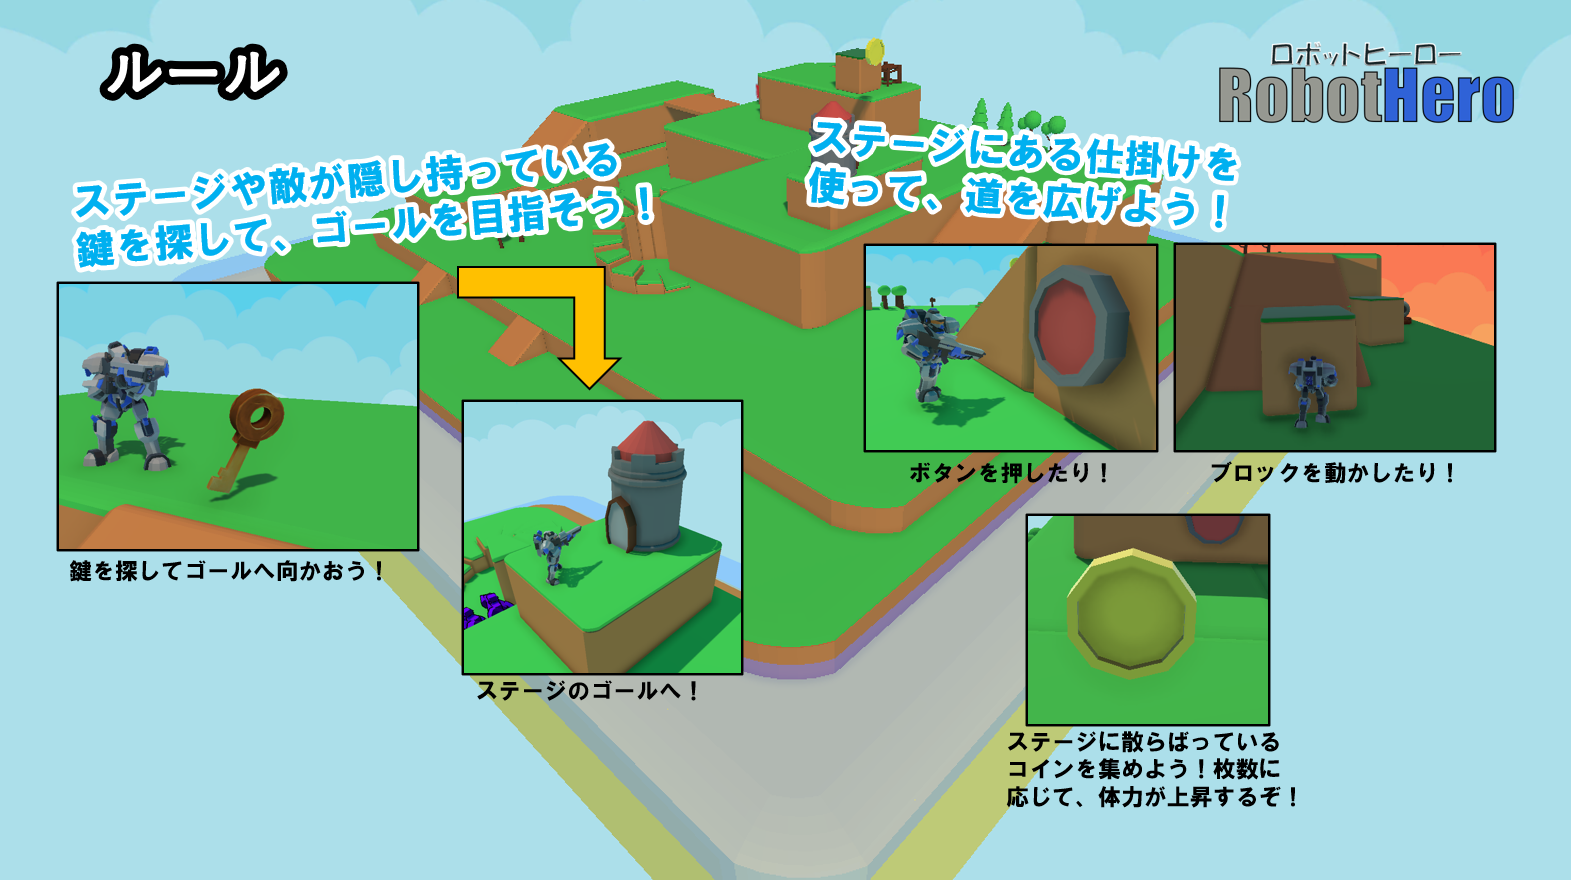 ルール
ロボットヒーロー
RobotHero
ステージや敵が隠し持っている
鍵を探して、ゴールを目指そう！
ステージにある仕掛けを
使って、道を広げよう！
鍵を探してゴールへ向かおう！
ステージのゴールへ！
ボタンを押したり！
ブロックを動かしたり！
ステージに散らばっている
コインを集めよう！枚数に
応じて、体力が上昇するぞ！